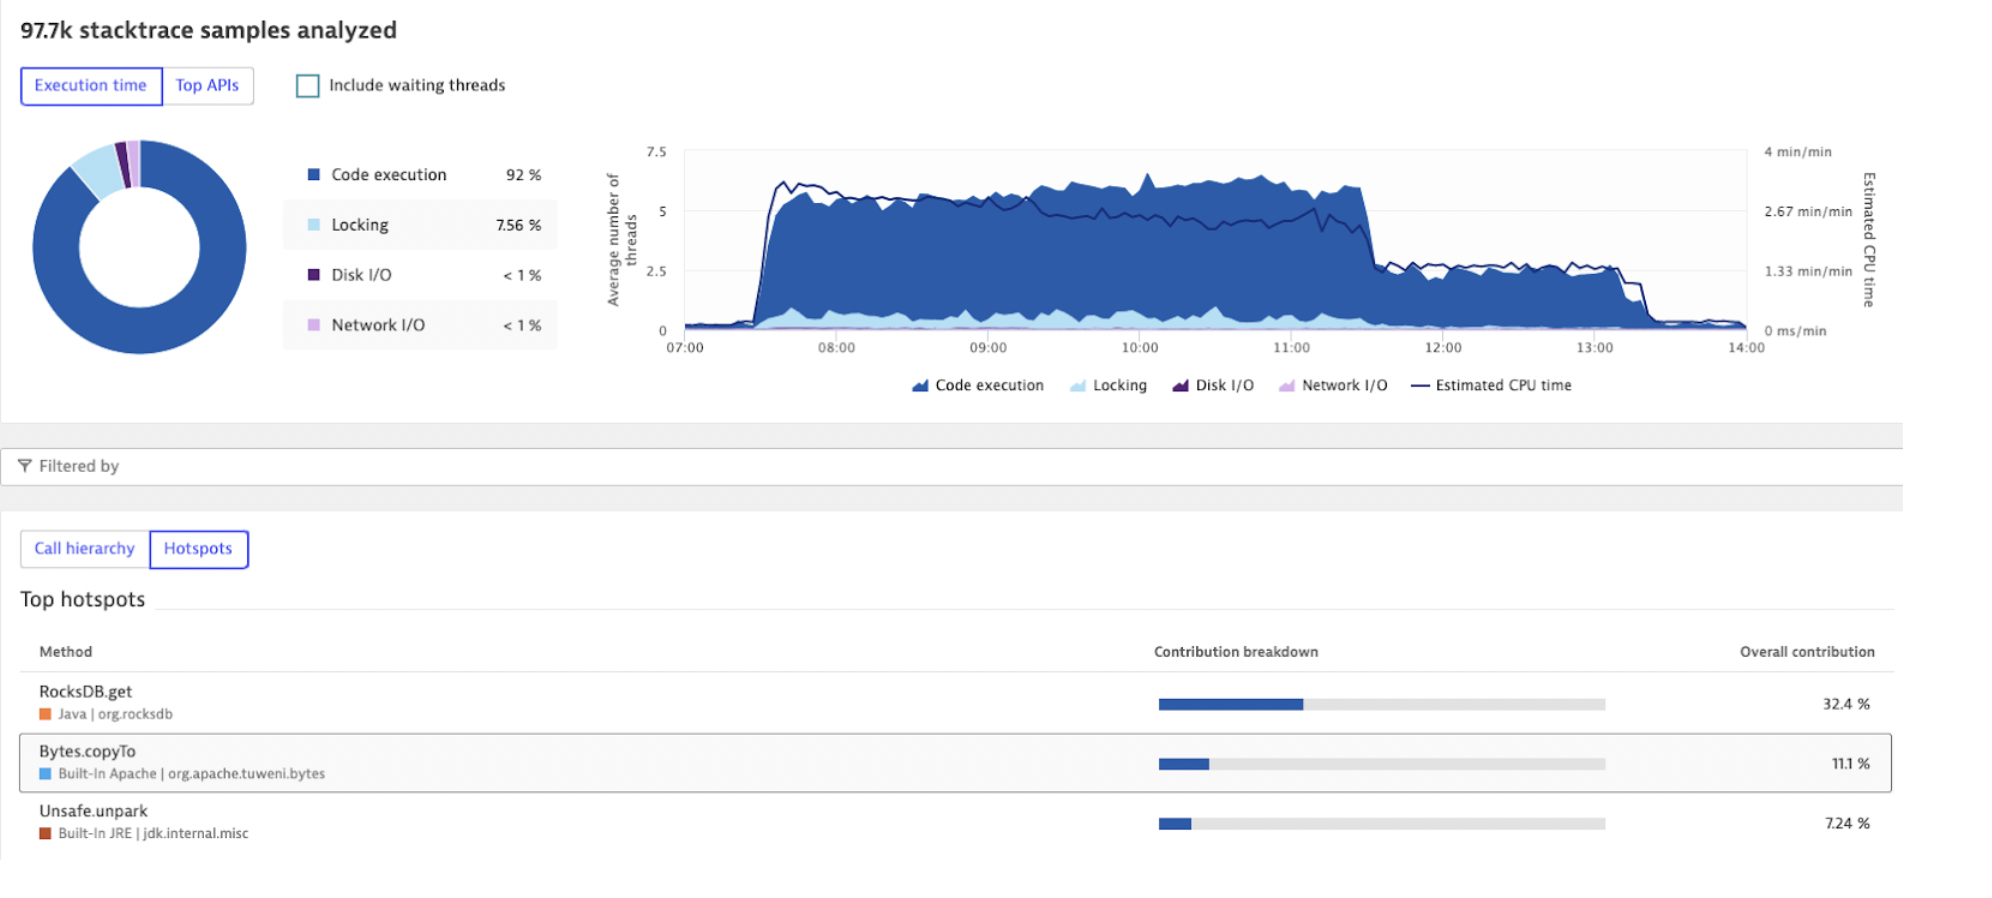 97.7k stacktrace samples analyzed
Execution time Top APIs Include waiting threads
Code execution 92 %
Locking 7.56 %
Disk I/O < 1 %
Network I/O < 1 %
Average number of
threads
7.5
5
2.5
0
4 min/min
2.67 min/min
1.33 min/min
0 ms/min
Estimated CPU time
07:00 08:00 09:00 10:00 11:00 12:00 13:00 14:00
Code execution Locking Disk I/O Network I/O Estimated CPU time
Filtered by
Call hierarchy Hotspots
Top hotspots
Method Contribution breakdown Overall contribution
RocksDB.get
Java | org.rocksdb
32.4 %
Bytes.copyTo
Built-In Apache | org.apache.tuweni.bytes
11.1 %
Unsafe.unpark
Built-In JRE | jdk.internal.misc
7.24 %